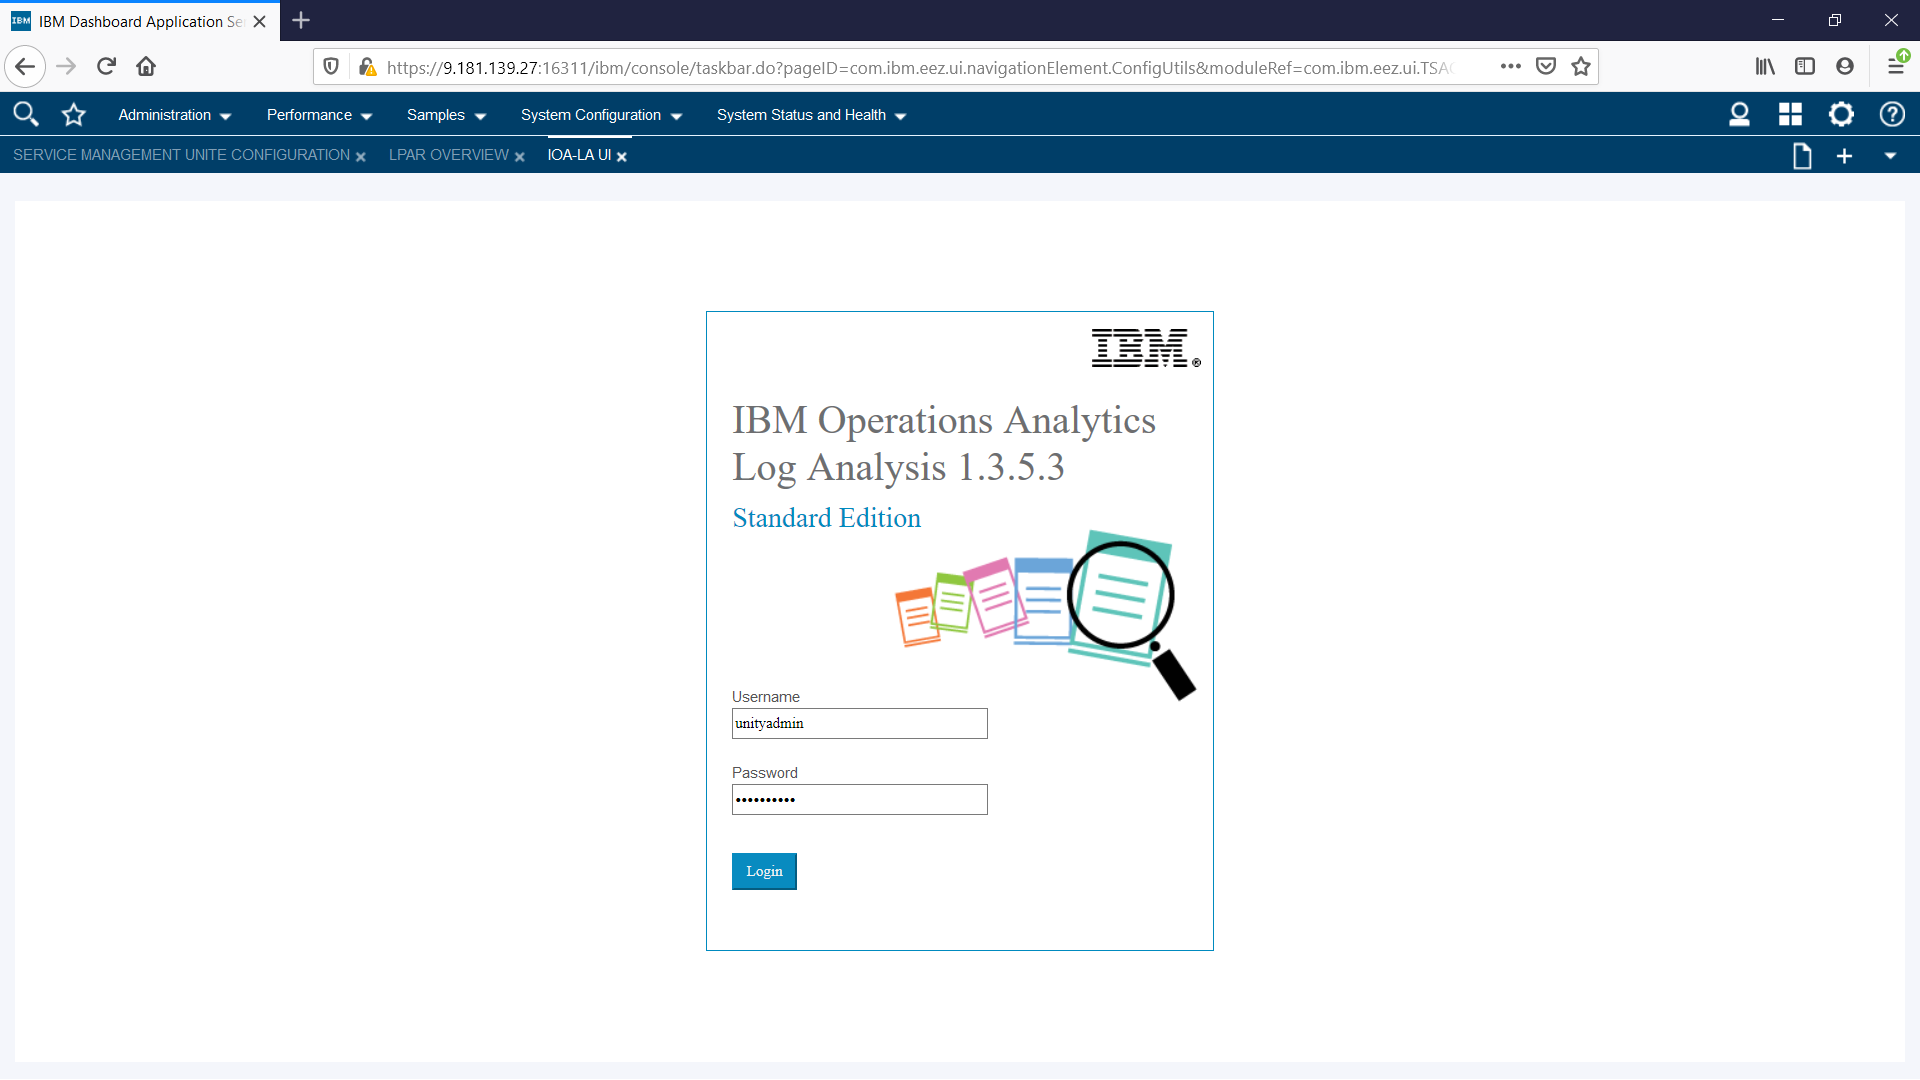 IBM
IBM Dashboard Application Se
https://9.181.139.27:16311/ibm/console/taskbar.do?pageID=com.ibm.eez.ui.navigationElement.ConfigUtils&moduleRef=com.ibm.eez.ui.TSA
Administration
Performance
Samples
System Configuration
System Status and Health
SERVICE MANAGEMENT UNITE CONFIGURATION
LPAR OVERVIEW
IOA-LA UI
IBM®
IBM Operations Analytics
Log Analysis 1.3.5.3
Standard Edition
Username
unityadmin
Password
••••••••••
Login